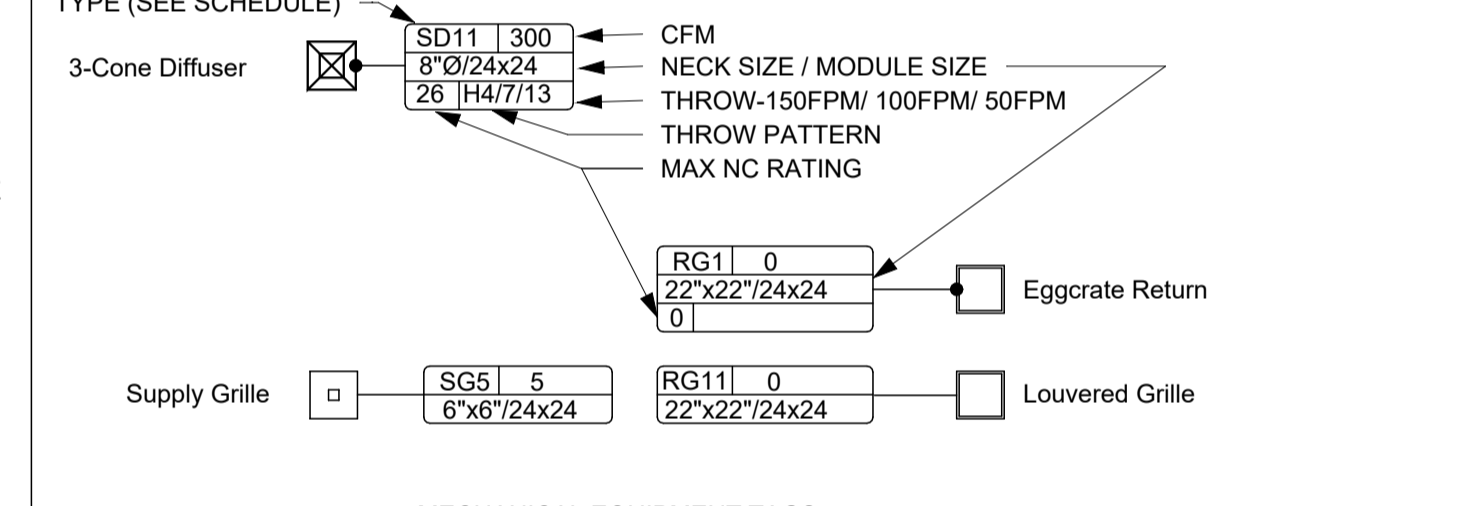 TYPE (SEE SCHEDULE)
3-Cone Diffuser
SD11 300
8"Ø/24x24
26 H4/7/13
CFM
NECK SIZE / MODULE SIZE
THROW-150FPM/ 100FPM/ 50FPM
THROW PATTERN
MAX NC RATING
RG1 0
22"x22"/24x24
0
Eggcrate Return
Supply Grille
SG5 5
6"x6"/24x24
RG11 0
22"x22"/24x24
Louvered Grille